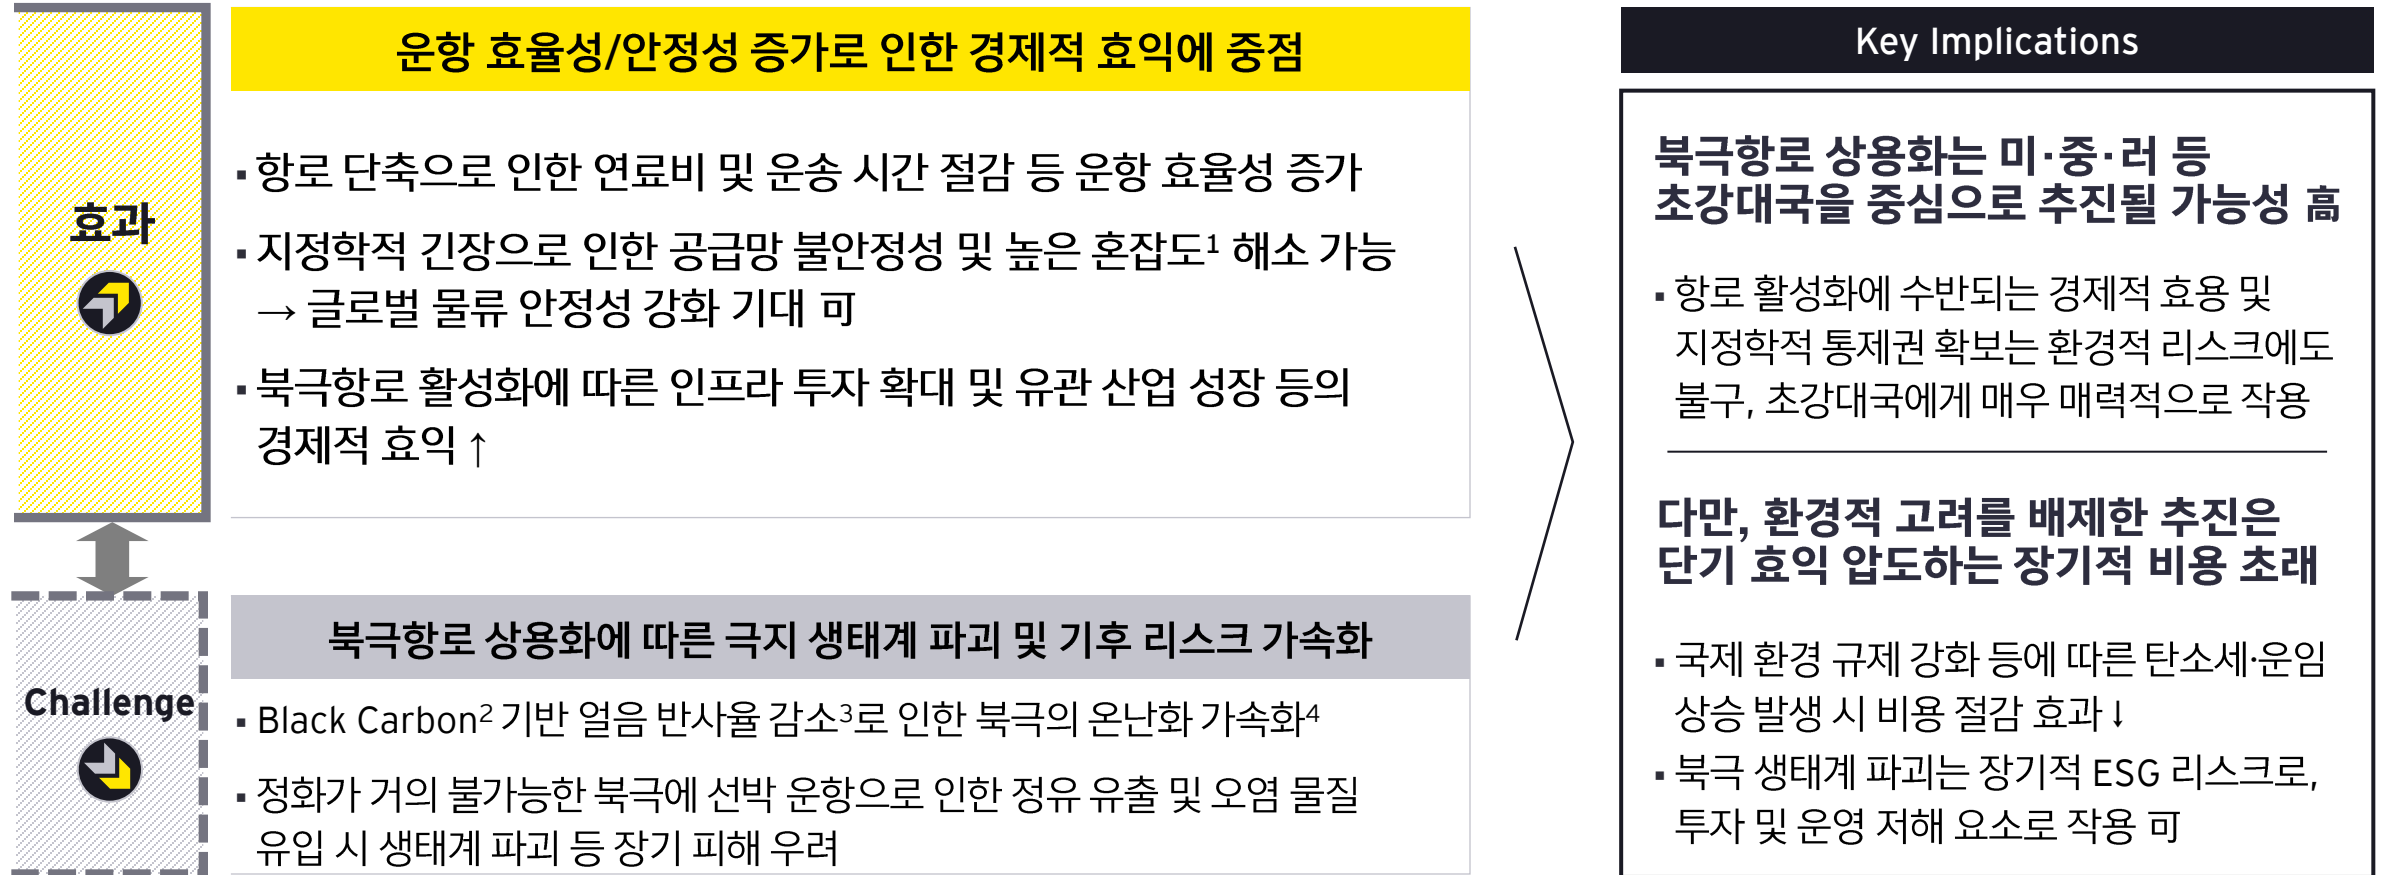 효과
운항 효율성/안정성 증가로 인한 경제적 효익에 중점
▪ 항로 단축으로 인한 연료비 및 운송 시간 절감 등 운항 효율성 증가
▪ 지정학적 긴장으로 인한 공급망 불안정성 및 높은 혼잡도¹ 해소 가능
→ 글로벌 물류 안정성 강화 기대 可
▪ 북극항로 활성화에 따른 인프라 투자 확대 및 유관 산업 성장 등의
경제적 효익 ↑
Challenge
북극항로 상용화에 따른 극지 생태계 파괴 및 기후 리스크 가속화
▪ Black Carbon² 기반 얼음 반사율 감소³로 인한 북극의 온난화 가속화⁴
▪ 정화가 거의 불가능한 북극에 선박 운항으로 인한 정유 유출 및 오염 물질
유입 시 생태계 파괴 등 장기 피해 우려
Key Implications
북극항로 상용화는 미·중·러 등
초강대국을 중심으로 추진될 가능성 高
▪ 항로 활성화에 수반되는 경제적 효용 및
지정학적 통제권 확보는 환경적 리스크에도
불구, 초강대국에게 매우 매력적으로 작용
다만, 환경적 고려를 배제한 추진은
단기 효익 압도하는 장기적 비용 초래
▪ 국제 환경 규제 강화 등에 따른 탄소세·운임
상승 발생 시 비용 절감 효과↓
▪ 북극 생태계 파괴는 장기적 ESG 리스크로,
투자 및 운영 저해 요소로 작용 可